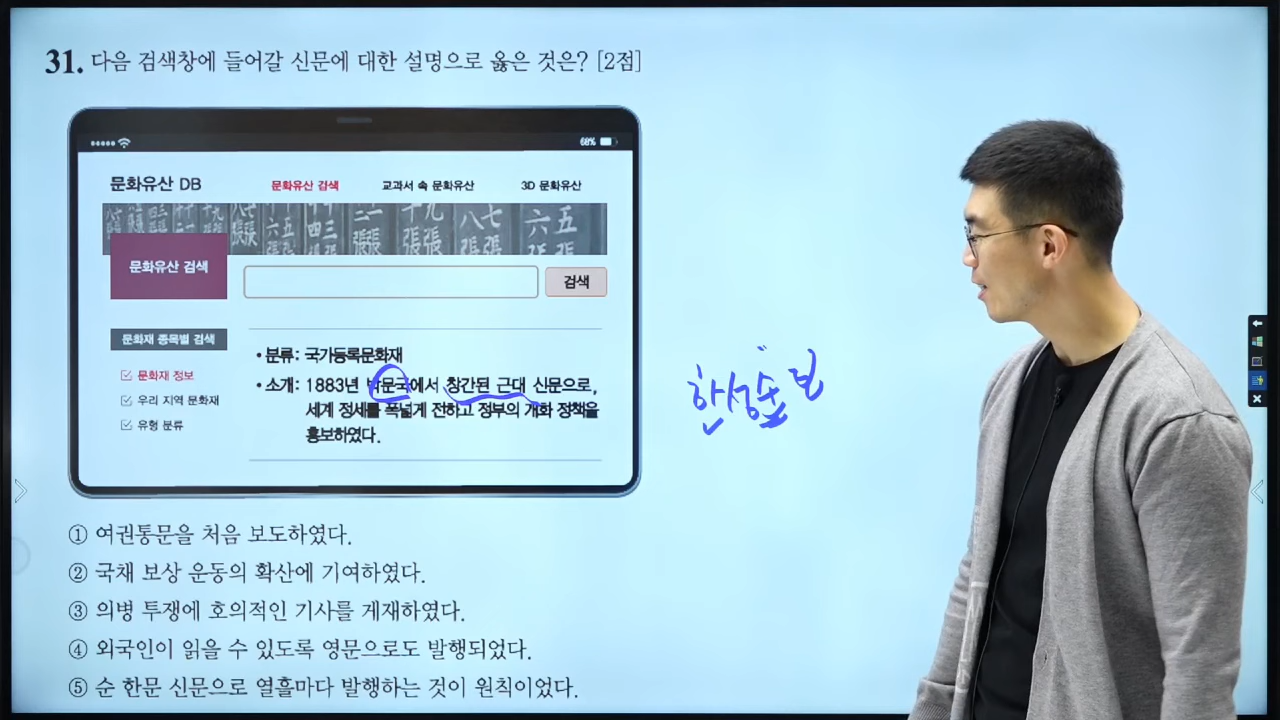 31. 다음 검색창에 들어갈 신문에 대한 설명으로 옳은 것은? [2점]
68%
문화유산 DB
문화유산 검색 교과서 속 문화유산 3D 문화유산
문화유산 검색
검색
문화재 종목별 검색
문화재 정보
우리 지역 문화재
유형 분류
• 분류: 국가등록문화재
• 소개: 1883년 박문국에서 창간된 근대 신문으로,
세계 정세를 폭넓게 전하고 정부의 개화 정책을
홍보하였다.
한성순보
① 여권통문을 처음 보도하였다.
② 국채 보상 운동의 확산에 기여하였다.
③ 의병 투쟁에 호의적인 기사를 게재하였다.
④ 외국인이 읽을 수 있도록 영문으로도 발행되었다.
⑤ 순 한문 신문으로 열흘마다 발행하는 것이 원칙이었다.